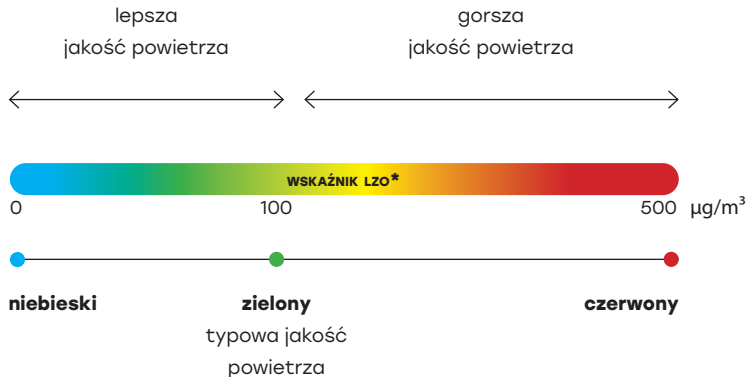 lepsza
jakość powietrza
gorsza
jakość powietrza
WSKAŹNIK LZO*
0
100
500 µg/m³
niebieski
zielony
czerwony
typowa jakość
powietrza